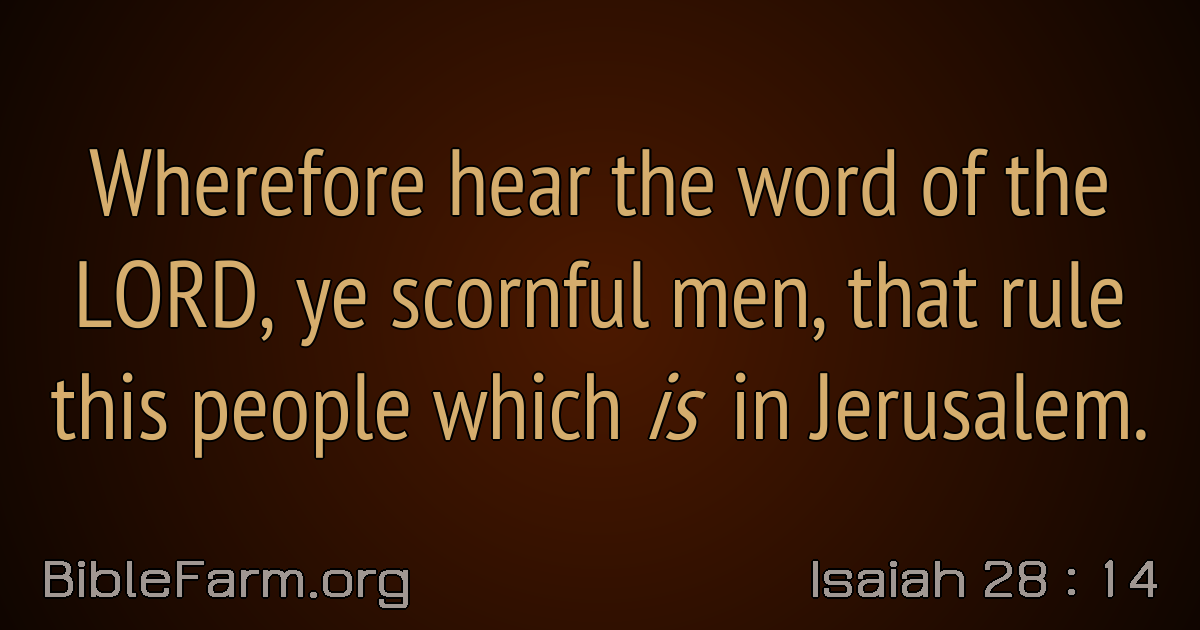 Wherefore hear the word of the
LORD, ye scornful men, that rule
this people which is in Jerusalem.
BibleFarm.org
Isaiah 28 : 14